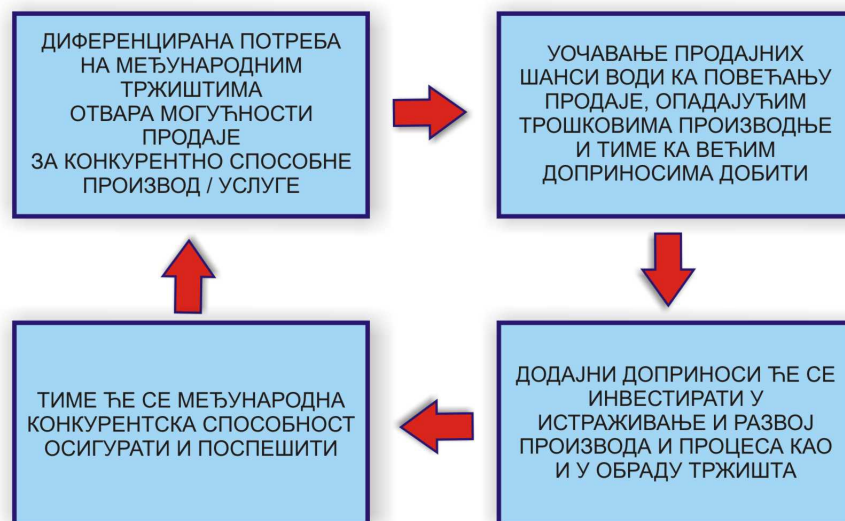 ДИФЕРЕНЦИРАНА ПОТРЕБА
НА МЕЂУНАРОДНИМ
ТРЖИШТИМА
ОТВАРА МОГУЋНОСТИ
ПРОДАЈЕ
ЗА КОНКУРЕНТНО СПОСОБНЕ
ПРОИЗВОД / УСЛУГЕ
УОЧАВАЊЕ ПРОДАЈНИХ
ШАНСИ ВОДИ КА ПОВЕЋАЊУ
ПРОДАЈЕ, ОПАДАЈУЋИМ
ТРОШКОВИМА ПРОИЗВОДЊЕ
И ТИМЕ КА ВЕЋИМ
ДОПРИНОСИМА ДОБИТИ
ДОДАЈНИ ДОПРИНОСИ ЋЕ СЕ
ИНВЕСТИРАТИ У
ИСТРАЖИВАЊЕ И РАЗВОЈ
ПРОИЗВОДА И ПРОЦЕСА КАО
И У ОБРАДУ ТРЖИШТА
ТИМЕ ЋЕ СЕ МЕЂУНАРОДНА
КОНКУРЕНТСКА СПОСОБНОСТ
ОСИГУРАТИ И ПОСПЕШИТИ